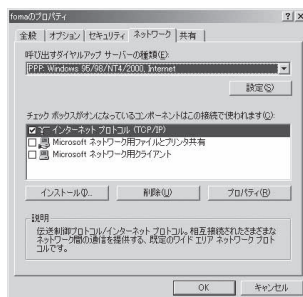 fomaのプロパティ
全般 オプション セキュリティ ネットワーク 共有
呼び出すダイヤルアップ サーバーの種類(E):
PPP: Windows 95/98/NT4/2000, Internet
設定(S)
チェック ボックスがオンになっているコンポーネントはこの接続で使われます(O):
インターネット プロトコル (TCP/IP)
Microsoft ネットワーク用ファイルとプリンタ共有
Microsoft ネットワーク用クライアント
インストール(I)... 削除(U) プロパティ(R)
説明
伝送制御プロトコル/インターネット プロトコル。相互接続されたさまざまな
ネットワーク間の通信を提供する、既定のワイド エリア ネットワーク プロト
コルです。
OK キャンセル